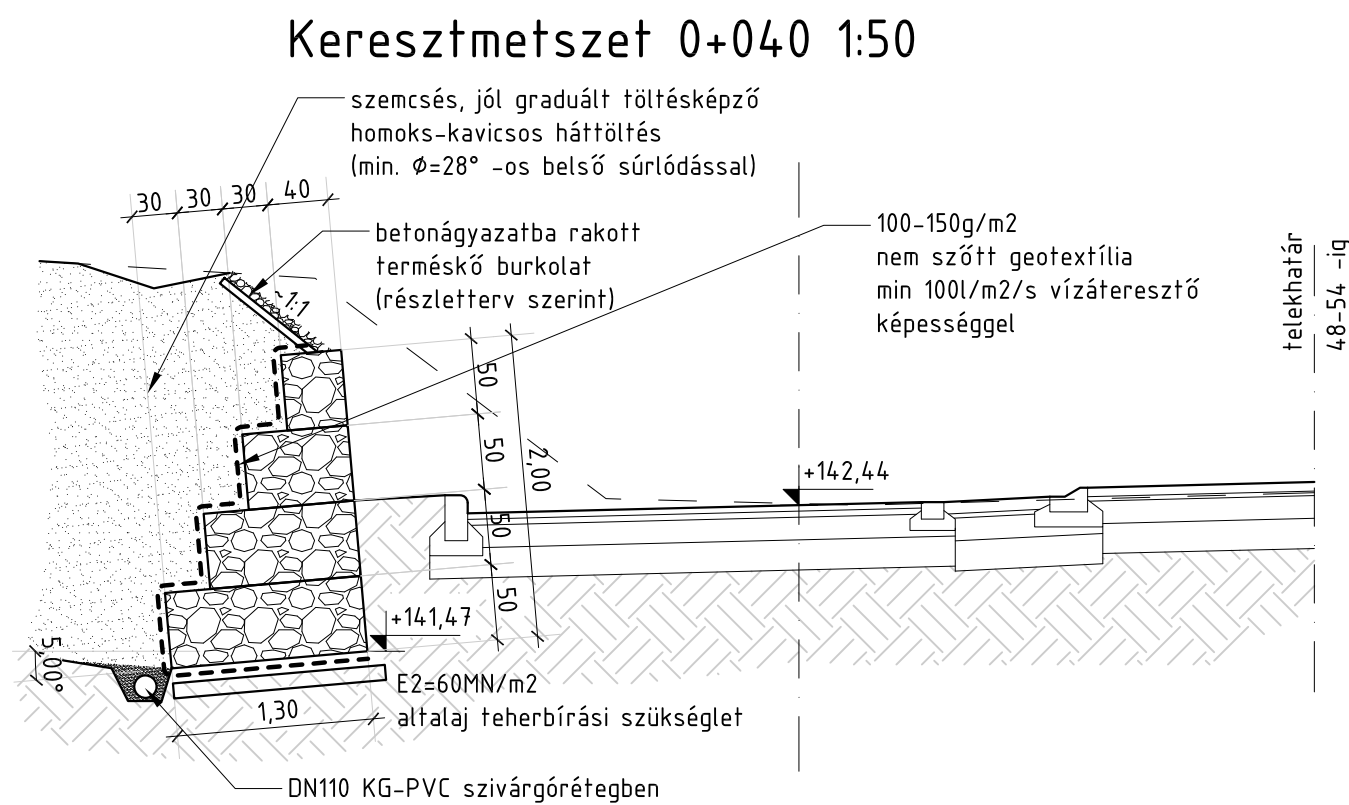 Keresztmetszet 0+040 1:50
szemcsés, jól graduált töltésképző
homoks-kavicsos háttöltés
(min. Ø=28° -os belső súrlódással)
30 30 30 40
betonágyazatba rakott
terméskő burkolat
(részletterv szerint)
~1:1
100-150g/m2
nem szőtt geotextília
min 100l/m2/s vízáteresztő
képességgel
telekhatár
48-54 -ig
50
50
2,00
50
50
+142,44
+141,47
5,00°
E2=60MN/m2
altalaj teherbírási szükséglet
1,30
DN110 KG-PVC szivárgórétegben